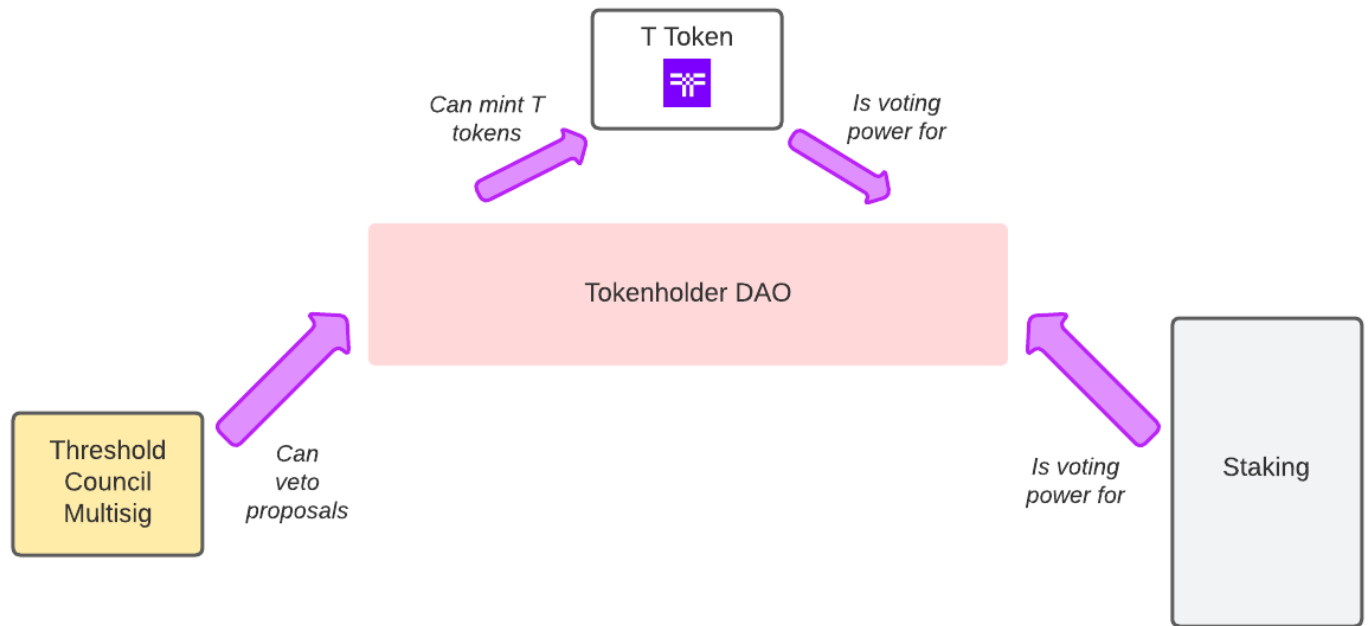 T Token
Can mint T
tokens
Is voting
power for
Tokenholder DAO
Threshold
Council
Multisig
Can
veto
proposals
Is voting
power for
Staking